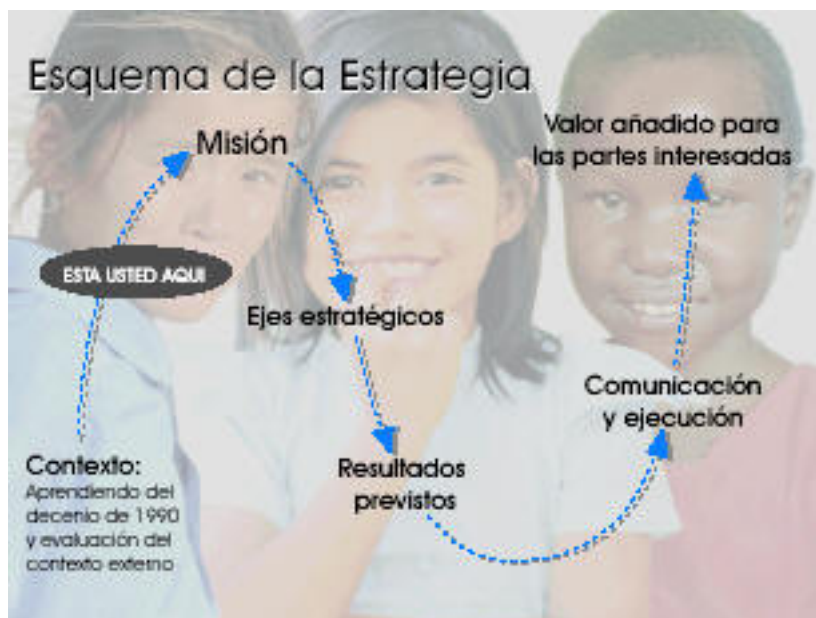 Esquema de la Estrategia
Misión
Valor añadido para
las partes interesadas
ESTA USTED AQUI
Ejes estratégicos
Comunicación
y ejecución
Contexto:
Aprendiendo del
decenio de 1990
y evaluación del
contexto externo
Resultados
previstos